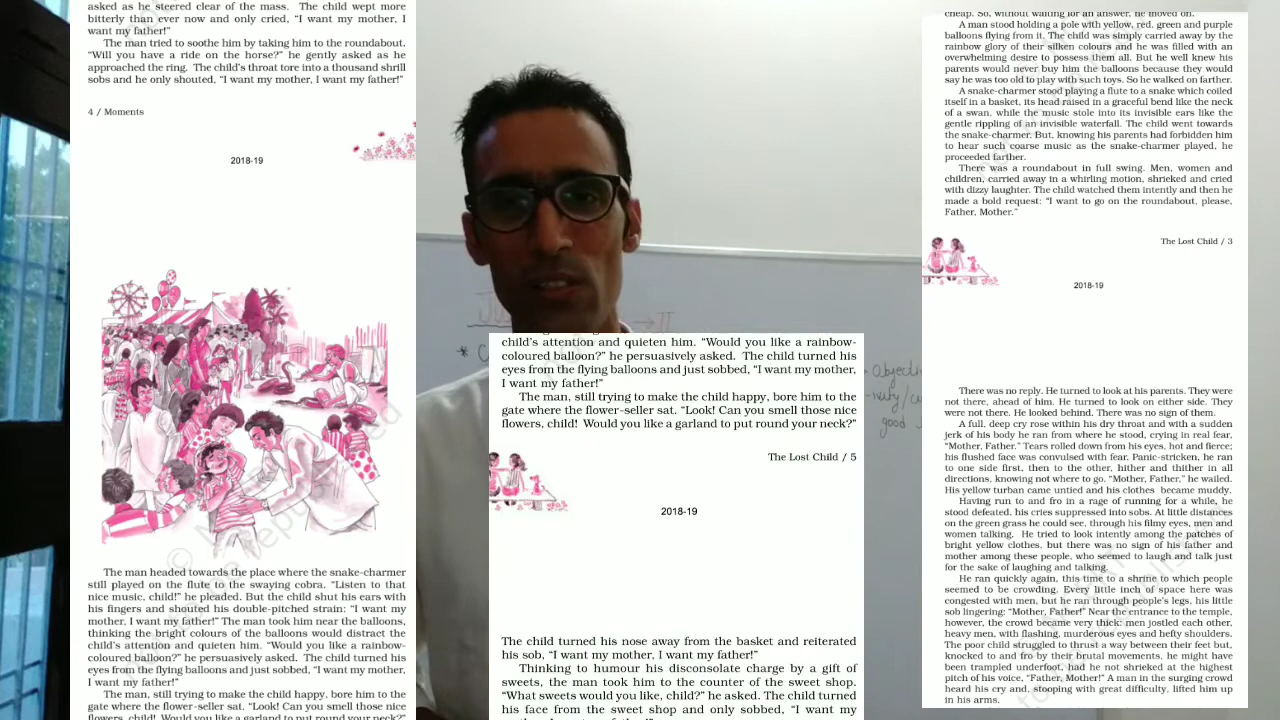 asked as he steered clear of the mass. The child wept more
bitterly than ever now and only cried, “I want my mother, I
want my father!”
The man tried to soothe him by taking him to the roundabout.
“Will you have a ride on the horse?” he gently asked as he
approached the ring. The child’s throat tore into a thousand shrill
sobs and he only shouted, “I want my mother, I want my father!”
4 / Moments
2018-19
The man headed towards the place where the snake-charmer
still played on the flute to the swaying cobra. “Listen to that
nice music, child!” he pleaded. But the child shut his ears with
his fingers and shouted his double-pitched strain: “I want my
mother, I want my father!” The man took him near the balloons,
thinking the bright colours of the balloons would distract the
child’s attention and quieten him. “Would you like a rainbow-
coloured balloon?” he persuasively asked. The child turned his
eyes from the flying balloons and just sobbed, “I want my mother,
I want my father!”
The man, still trying to make the child happy, bore him to the
gate where the flower-seller sat. “Look! Can you smell those nice
flowers, child! Would you like a garland to put round your neck?”
II
child’s attention and quieten him. “Would you like a rainbow-
coloured balloon?” he persuasively asked. The child turned his
eyes from the flying balloons and just sobbed, “I want my mother,
I want my father!”
The man, still trying to make the child happy, bore him to the
gate where the flower-seller sat. “Look! Can you smell those nice
flowers, child! Would you like a garland to put round your neck?”
The Lost Child / 5
2018-19
The child turned his nose away from the basket and reiterated
his sob, “I want my mother, I want my father!”
Thinking to humour his disconsolate charge by a gift of
sweets, the man took him to the counter of the sweet shop.
“What sweets would you like, child?” he asked. The child turned
his face from the sweet shop and only sobbed, “I want my
good
cheap. So, without waiting for an answer, he moved on.
A man stood holding a pole with yellow, red, green and purple
balloons flying from it. The child was simply carried away by the
rainbow glory of their silken colours and he was filled with an
overwhelming desire to possess them all. But he well knew his
parents would never buy him the balloons because they would
say he was too old to play with such toys. So he walked on farther.
A snake-charmer stood playing a flute to a snake which coiled
itself in a basket, its head raised in a graceful bend like the neck
of a swan, while the music stole into its invisible ears like the
gentle rippling of an invisible waterfall. The child went towards
the snake-charmer. But, knowing his parents had forbidden him
to hear such coarse music as the snake-charmer played, he
proceeded farther.
There was a roundabout in full swing. Men, women and
children, carried away in a whirling motion, shrieked and cried
with dizzy laughter. The child watched them intently and then he
made a bold request: “I want to go on the roundabout, please,
Father, Mother.”
The Lost Child / 3
2018-19
There was no reply. He turned to look at his parents. They were
not there, ahead of him. He turned to look on either side. They
were not there. He looked behind. There was no sign of them.
A full, deep cry rose within his dry throat and with a sudden
jerk of his body he ran from where he stood, crying in real fear,
“Mother, Father.” Tears rolled down from his eyes, hot and fierce;
his flushed face was convulsed with fear. Panic-stricken, he ran
to one side first, then to the other, hither and thither in all
directions, knowing not where to go. “Mother, Father,” he wailed.
His yellow turban came untied and his clothes became muddy.
Having run to and fro in a rage of running for a while, he
stood defeated, his cries suppressed into sobs. At little distances
on the green grass he could see, through his filmy eyes, men and
women talking. He tried to look intently among the patches of
bright yellow clothes, but there was no sign of his father and
mother among these people, who seemed to laugh and talk just
for the sake of laughing and talking.
He ran quickly again, this time to a shrine to which people
seemed to be crowding. Every little inch of space here was
congested with men, but he ran through people’s legs, his little
sob lingering: “Mother, Father!” Near the entrance to the temple,
however, the crowd became very thick: men jostled each other,
heavy men, with flashing, murderous eyes and hefty shoulders.
The poor child struggled to thrust a way between their feet but,
knocked to and fro by their brutal movements, he might have
been trampled underfoot, had he not shrieked at the highest
pitch of his voice, “Father, Mother!” A man in the surging crowd
heard his cry and, stooping with great difficulty, lifted him up
in his arms.